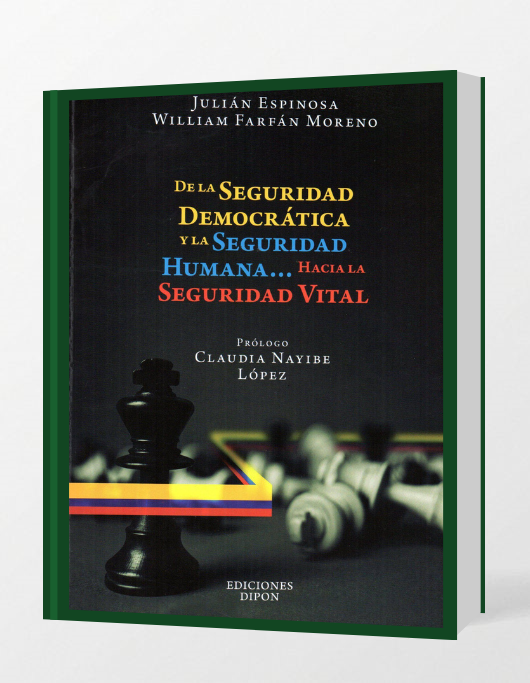 Julián Espinosa
William Farfán Moreno
De la Seguridad
Democrática
y la Seguridad
Humana... Hacia la
Seguridad Vital
Prólogo
Claudia Nayibe
López
EDICIONES
DIPON